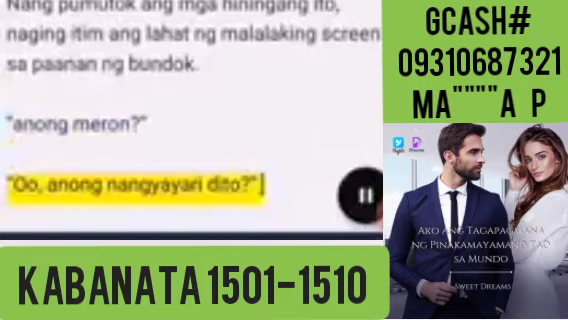 Nang pumutok ang mga hiningang ito,
naging itim ang lahat ng malalaking screen
sa paanan ng bundok.
"anong meron?"
"Oo, anong nangyayari dito?"
KABANATA 1501-1510
GCASH#
09310687321
MA""""A P
Dreame
AKO ANG TAGAPAGMANA
NG PINAKAMAYAMANG TAO
SA MUNDO
SWEET DREAMS